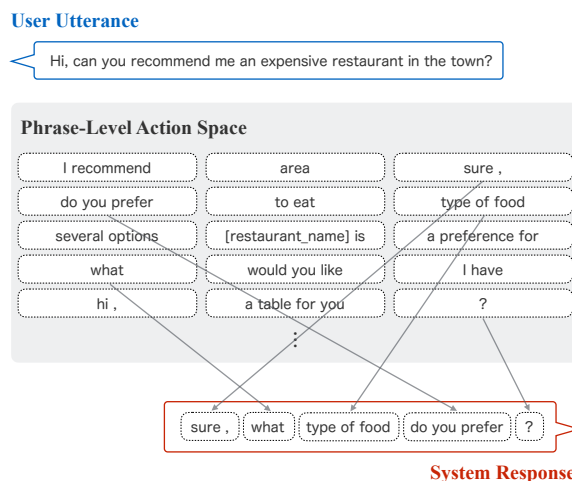 User Utterance
Hi, can you recommend me an expensive restaurant in the town?
Phrase-Level Action Space
I recommend area sure ,
do you prefer to eat type of food
several options [restaurant_name] is a preference for
what would you like I have
hi , a table for you ?
⋮
sure , what type of food do you prefer ?
System Response